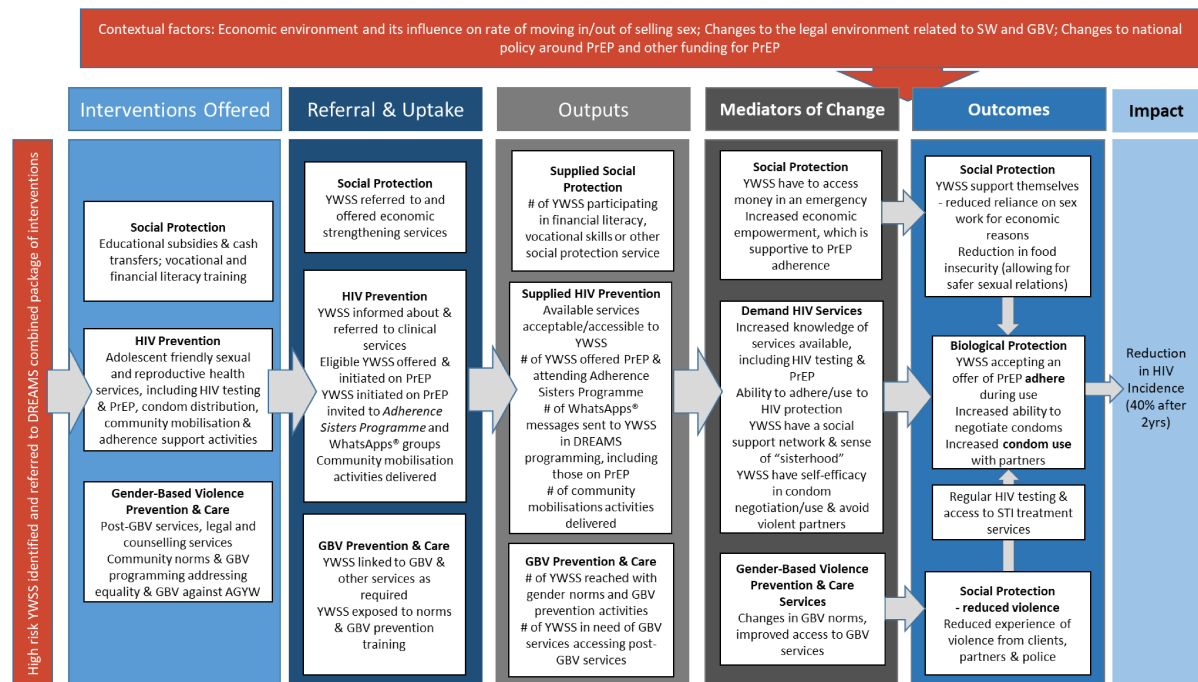 Contextual factors: Economic environment and its influence on rate of moving in/out of selling sex; Changes to the legal environment related to SW and GBV; Changes to national
policy around PrEP and other funding for PrEP
High risk YWSS identified and referred to DREAMS combined package of interventions
Interventions Offered
Social Protection
Educational subsidies & cash
transfers; vocational and
financial literacy training
HIV Prevention
Adolescent friendly sexual
and reproductive health
services, including HIV testing
& PrEP, condom distribution,
community mobilisation &
adherence support activities
Gender-Based Violence
Prevention & Care
Post-GBV services, legal and
counselling services
Community norms & GBV
programming addressing
equality & GBV against AGYW
Referral & Uptake
Social Protection
YWSS referred to and
offered economic
strengthening services
HIV Prevention
YWSS informed about &
referred to clinical
services
Eligible YWSS offered &
initiated on PrEP
YWSS initiated on PrEP
invited to Adherence
Sisters Programme and
WhatsApps® groups
Community mobilisation
activities delivered
GBV Prevention & Care
YWSS linked to GBV &
other services as
required
YWSS exposed to norms
& GBV prevention
training
Outputs
Supplied Social
Protection
# of YWSS participating
in financial literacy,
vocational skills or other
social protection service
Supplied HIV Prevention
Available services
acceptable/accessible to
YWSS
# of YWSS offered PrEP &
attending Adherence
Sisters Programme
# of WhatsApps®
messages sent to YWSS
in DREAMS
programming, including
those on PrEP
# of community
mobilisations activities
delivered
GBV Prevention & Care
# of YWSS reached with
gender norms and GBV
prevention activities
# of YWSS in need of GBV
services accessing post-
GBV services
Mediators of Change
Social Protection
YWSS have to access
money in an emergency
Increased economic
empowerment, which is
supportive to PrEP
adherence
Demand HIV Services
Increased knowledge of
services available,
including HIV testing &
PrEP
Ability to adhere/use to
HIV protection
YWSS have a social
support network & sense
of “sisterhood”
YWSS have self-efficacy in
condom
negotiation/use & avoid
violent partners
Gender-Based Violence
Prevention & Care
Services
Changes in GBV norms,
improved access to GBV
services
Outcomes
Social Protection
YWSS support themselves
- reduced reliance on sex
work for economic
reasons
Reduction in food
insecurity (allowing for
safer sexual relations)
Biological Protection
YWSS accepting an
offer of PrEP adhere
during use
Increased ability to
negotiate condoms
Increased condom use
with partners
Regular HIV testing &
access to STI treatment
services
Social Protection
- reduced violence
Reduced experience of
violence from clients,
partners & police
Impact
Reduction
in HIV
Incidence
(40% after
2yrs)